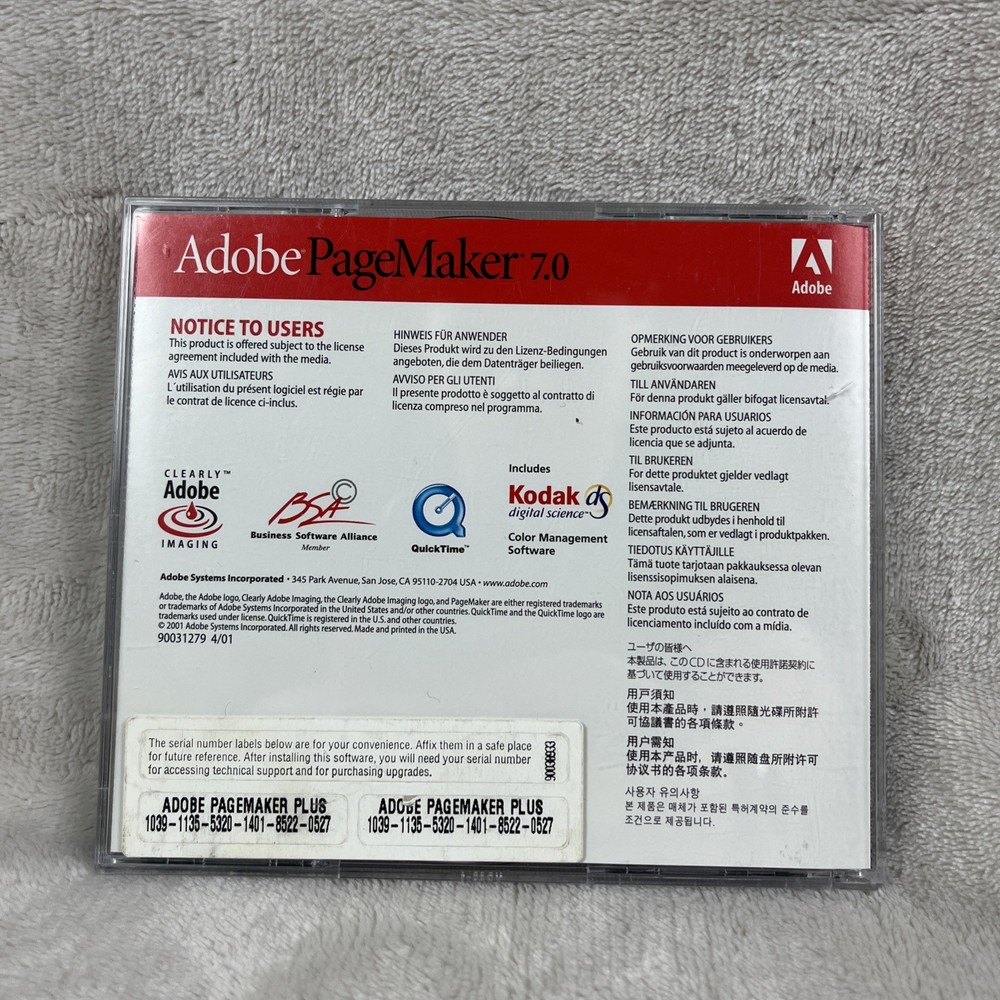 Adobe® PageMaker® 7.0
Adobe
NOTICE TO USERS
This product is offered subject to the license
agreement included with the media.
AVIS AUX UTILISATEURS
L´utilisation du présent logiciel est régie par
le contrat de licence ci-inclus.
HINWEIS FÜR ANWENDER
Dieses Produkt wird zu den Lizenz-Bedingungen
angeboten, die dem Datenträger beiliegen.
AVVISO PER GLI UTENTI
Il presente prodotto è soggetto al contratto di
licenza compreso nel programma.
OPMERKING VOOR GEBRUIKERS
Gebruik van dit product is onderworpen aan
gebruiksvoorwaarden meegeleverd op de media.
TILL ANVÄNDAREN
För denna produkt gäller bifogat licensavtal.
INFORMACIÓN PARA USUARIOS
Este producto está sujeto al acuerdo de
licencia que se adjunta.
TIL BRUKEREN
For dette produktet gjelder vedlagt
lisensavtale.
BEMÆRKNING TIL BRUGEREN
Dette produkt udbydes i henhold til
licensaftalen, som er vedlagt i produktpakken.
TIEDOTUS KÄYTTÄJILLE
Tämä tuote tarjotaan pakkauksessa olevan
lisenssisopimuksen alaisena.
NOTA AOS USUÁRIOS
Este produto está sujeito ao contrato de
licenciamento incluído com a mídia.
ユーザの皆様へ
本製品は、このCDに含まれる使用許諾契約に
基づいて使用することができます。
用戶須知
使用本產品時，請遵照隨光碟所附許
可協議書的各項條款。
用户需知
使用本产品时，请遵照随盘所附许可
协议书的各项条款。
사용자 유의사항
본 제품은 매체가 포함된 특허계약의 준수를
조건으로 제공됩니다.
CLEARLY™
Adobe
IMAGING
BSA ©
Business Software Alliance
Member
QuickTime™
Includes
Kodak ds
digital science™
Color Management
Software
Adobe Systems Incorporated • 345 Park Avenue, San Jose, CA 95110-2704 USA • www.adobe.com
Adobe, the Adobe logo, Clearly Adobe Imaging, the Clearly Adobe Imaging logo, and PageMaker are either registered trademarks
or trademarks of Adobe Systems Incorporated in the United States and/or other countries. QuickTime and the QuickTime logo are
trademarks used under license. QuickTime is registered in the U.S. and other countries.
© 2001 Adobe Systems Incorporated. All rights reserved. Made and printed in the USA.
90031279 4/01
The serial number labels below are for your convenience. Affix them in a safe place
for future reference. After installing this software, you will need your serial number
for accessing technical support and for purchasing upgrades.
90030933
ADOBE PAGEMAKER PLUS
1039-1135-5320-1401-8522-0527
ADOBE PAGEMAKER PLUS
1039-1135-5320-1401-8522-0527